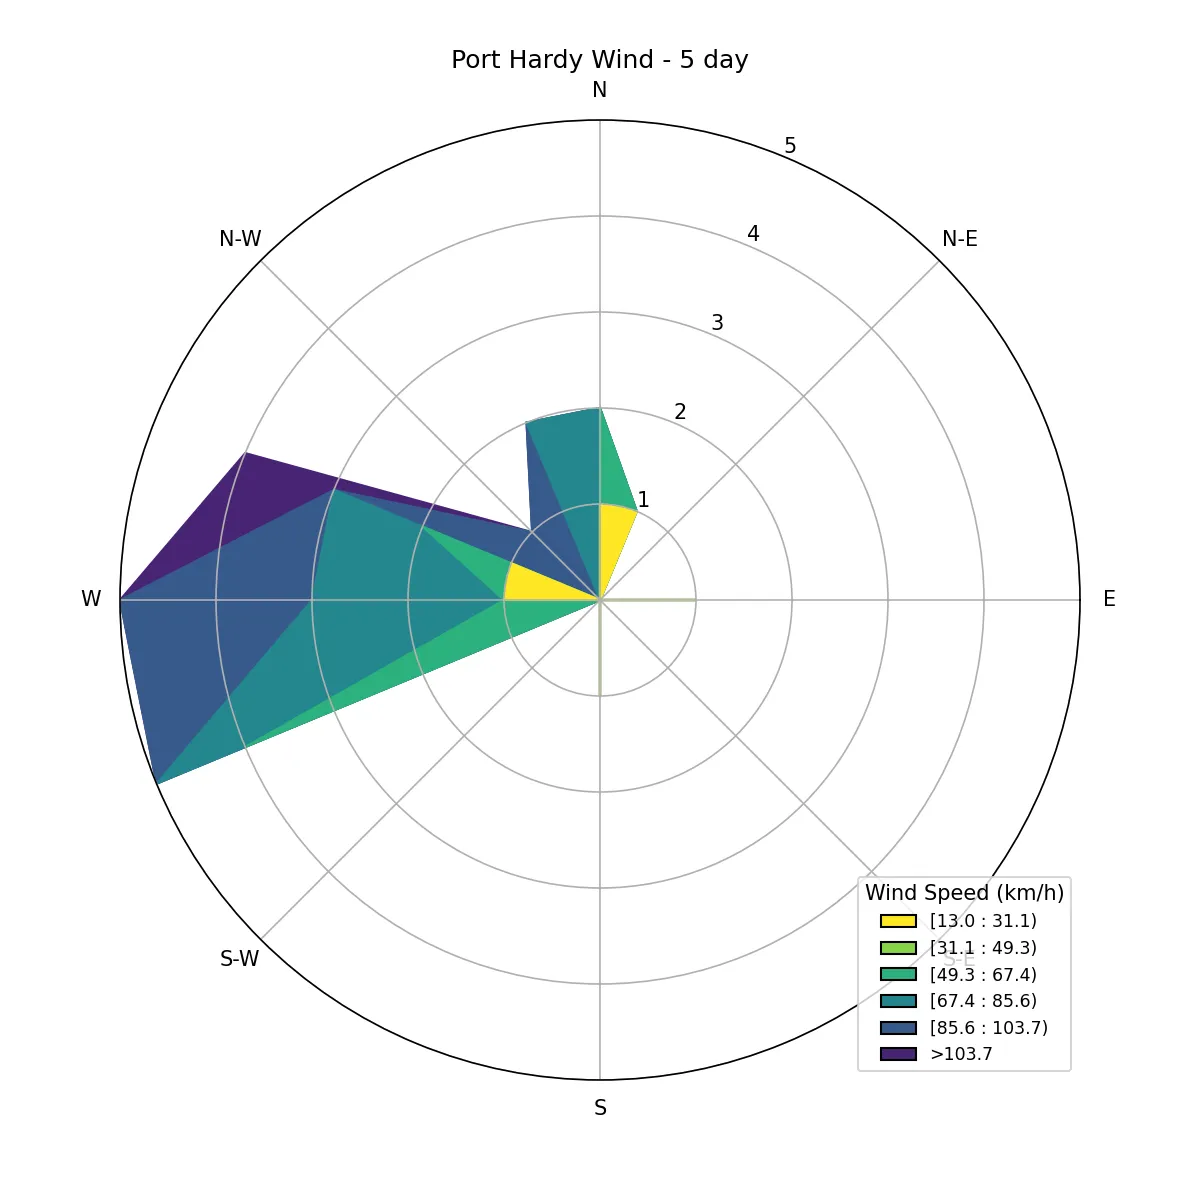 Port Hardy Wind - 5 day
N
5
N-W
N-E
4
3
2
1
W
E
Wind Speed (km/h)
[13.0 : 31.1)
[31.1 : 49.3)
S-W
S-E
[49.3 : 67.4)
[67.4 : 85.6)
[85.6 : 103.7)
>103.7
S